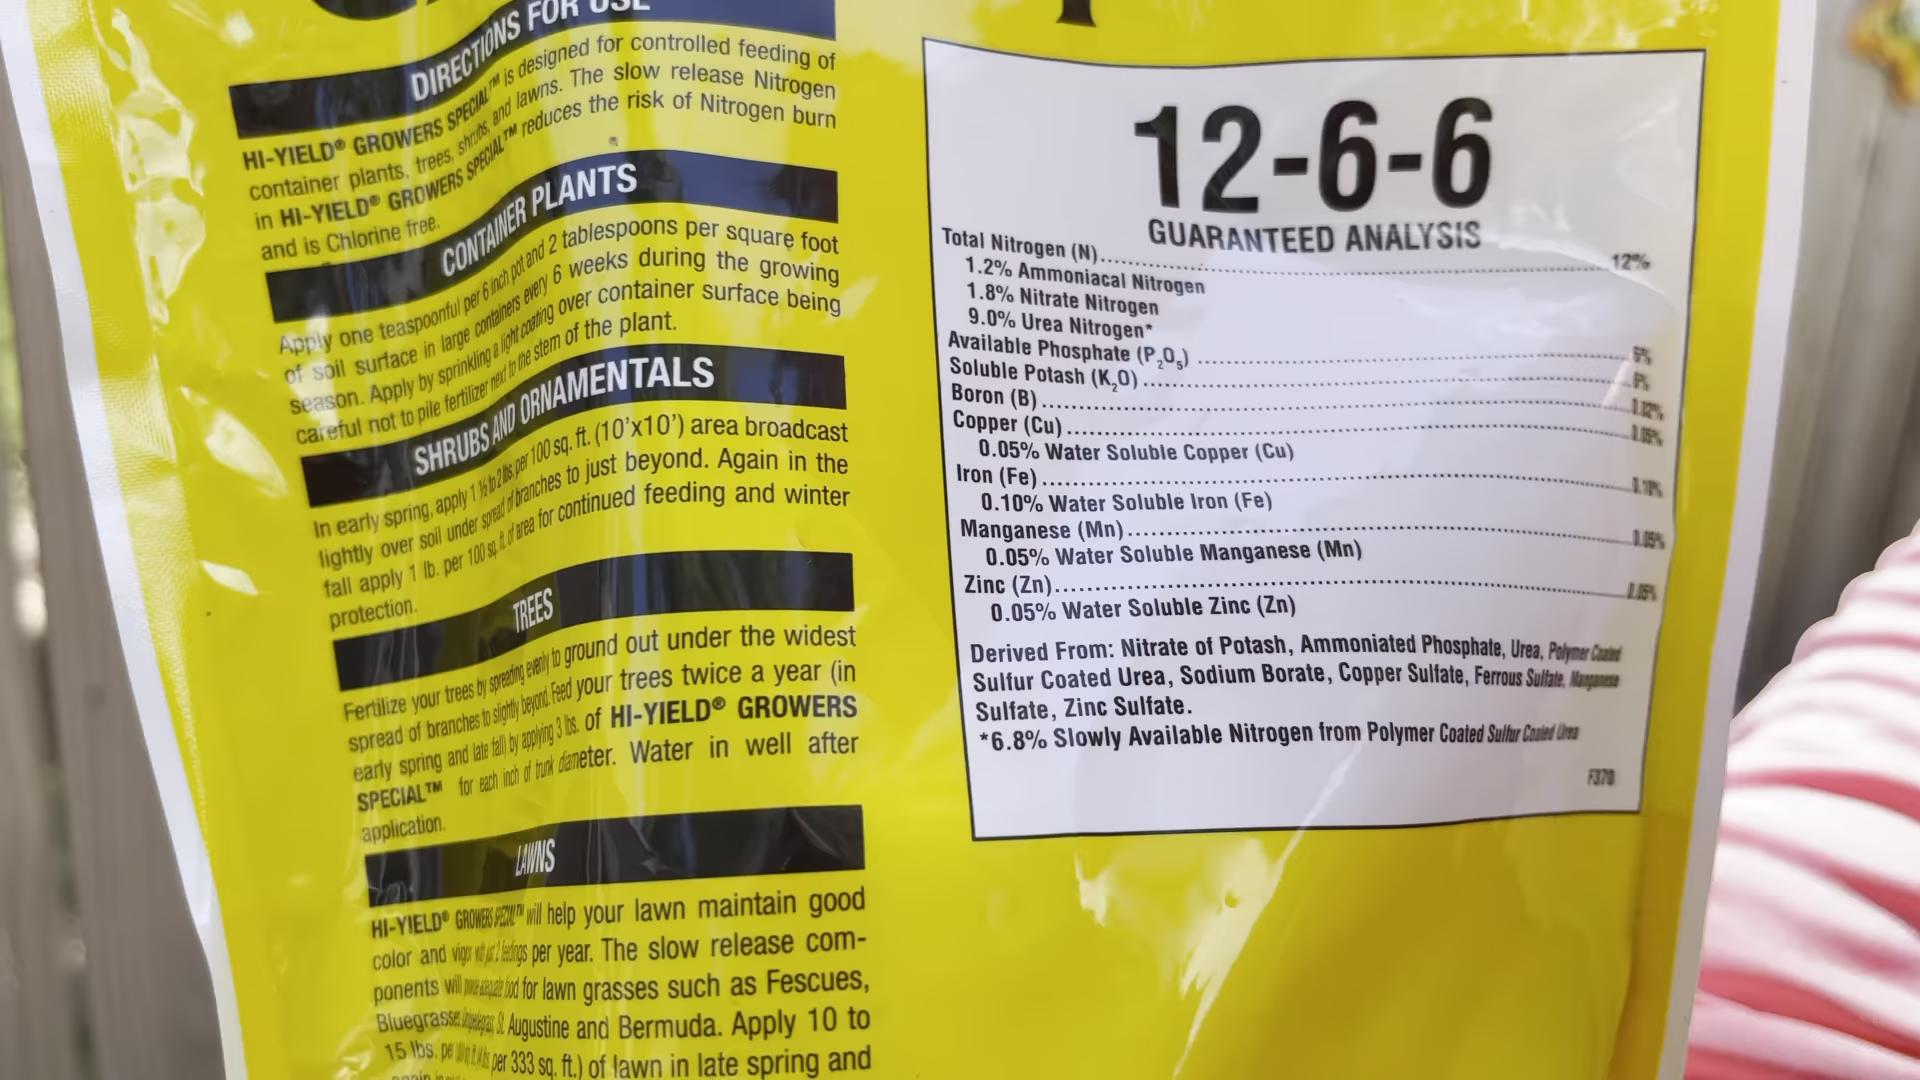 DIRECTIONS FOR USE
HI-YIELD® GROWERS SPECIAL™ is designed for controlled feeding of
container plants, trees, shrubs, and lawns. The slow release Nitrogen
in HI-YIELD® GROWERS SPECIAL™ reduces the risk of Nitrogen burn
and is Chlorine free.
CONTAINER PLANTS
Apply one teaspoonful per 6 inch pot and 2 tablespoons per square foot
of soil surface in large containers every 6 weeks during the growing
season. Apply by sprinkling a light coating over container surface being
careful not to pile fertilizer next to the stem of the plant.
SHRUBS AND ORNAMENTALS
In early spring, apply 1 ½ to 2 lbs. per 100 sq. ft. (10'x10') area broadcast
lightly over soil under spread of branches to just beyond. Again in the
fall apply 1 lb. per 100 sq. ft. of area for continued feeding and winter
protection.
TREES
Fertilize your trees by spreading evenly to ground out under the widest
spread of branches to slightly beyond. Feed your trees twice a year (in
early spring and late fall) by applying 3 lbs. of HI-YIELD® GROWERS
SPECIAL™ for each inch of trunk diameter. Water in well after
application.
LAWNS
HI-YIELD® GROWERS SPECIAL™ will help your lawn maintain good
color and vigor with just 2 feedings per year. The slow release com-
ponents will food for lawn grasses such as Fescues,
Bluegrasses, St. Augustine and Bermuda. Apply 10 to
15 lbs. per 333 sq. ft.) of lawn in late spring and
12-6-6
GUARANTEED ANALYSIS
Total Nitrogen (N)..........12%
1.2% Ammoniacal Nitrogen
1.8% Nitrate Nitrogen
9.0% Urea Nitrogen*
Available Phosphate (P₂O₅)..........6%
Soluble Potash (K₂O)..........6%
Boron (B)..........0.02%
Copper (Cu)..........0.05%
0.05% Water Soluble Copper (Cu)
Iron (Fe)..........0.10%
0.10% Water Soluble Iron (Fe)
Manganese (Mn)..........0.05%
0.05% Water Soluble Manganese (Mn)
Zinc (Zn)..........0.05%
0.05% Water Soluble Zinc (Zn)
Derived From: Nitrate of Potash, Ammoniated Phosphate, Urea, Polymer Coated
Sulfur Coated Urea, Sodium Borate, Copper Sulfate, Ferrous Sulfate, Manganese
Sulfate, Zinc Sulfate.
*6.8% Slowly Available Nitrogen from Polymer Coated Sulfur Coated Urea
F370